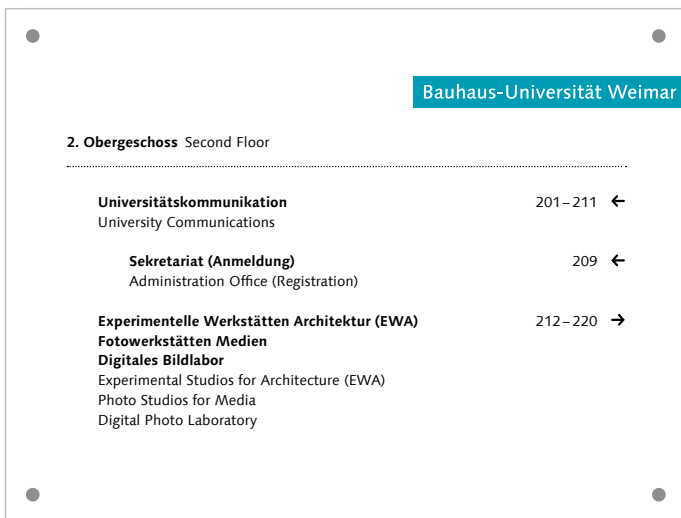 Bauhaus-Universität Weimar
2. Obergeschoss Second Floor
Universitätskommunikation 201–211 ←
University Communications
Sekretariat (Anmeldung) 209 ←
Administration Office (Registration)
Experimentelle Werkstätten Architektur (EWA) 212–220 →
Fotowerkstätten Medien
Digitales Bildlabor
Experimental Studios for Architecture (EWA)
Photo Studios for Media
Digital Photo Laboratory